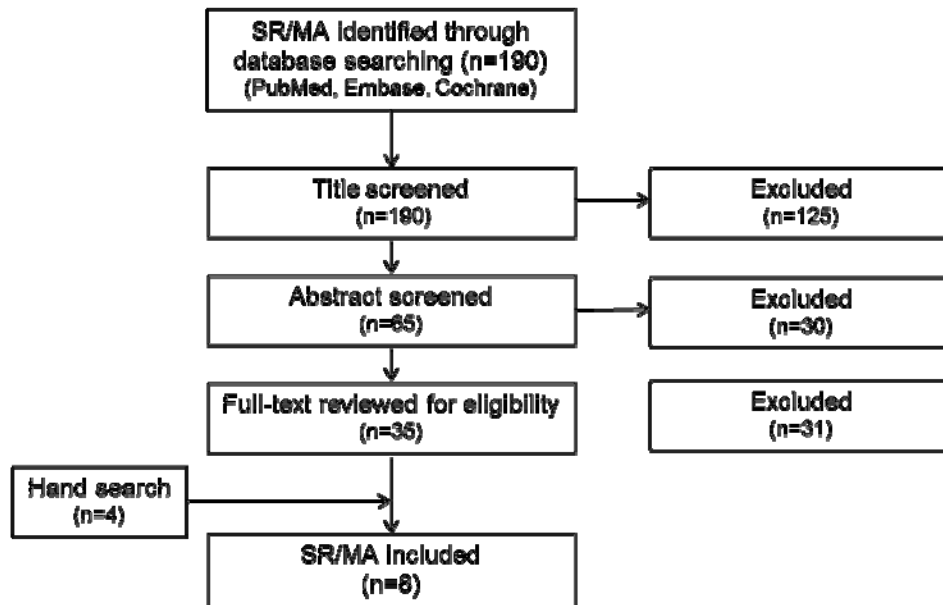 SR/MA identified through
database searching (n=190)
(PubMed, Embase, Cochrane)
Title screened
(n=190)
Excluded
(n=125)
Abstract screened
(n=65)
Excluded
(n=30)
Full-text reviewed for eligibility
(n=35)
Excluded
(n=31)
Hand search
(n=4)
SR/MA included
(n=8)